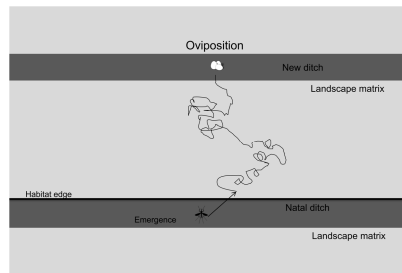 Oviposition
New ditch
Landscape matrix
Habitat edge
Natal ditch
Emergence
Landscape matrix